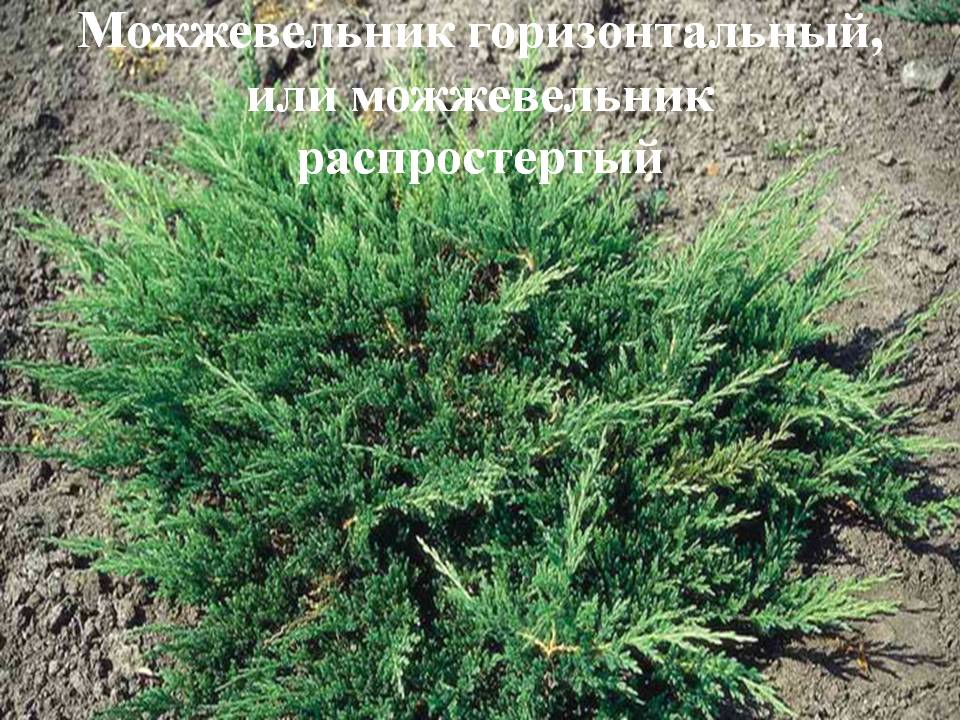 Можжевельник горизонтальный,
или можжевельник
распростертый